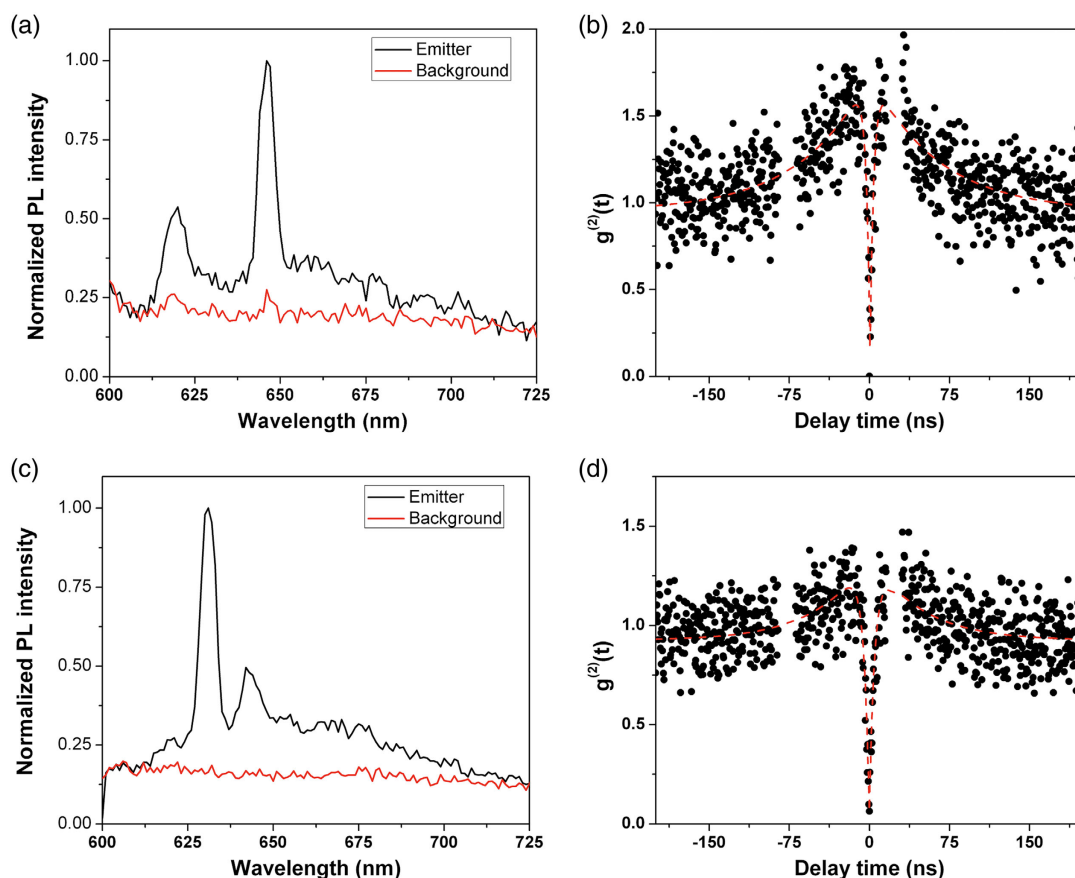 (a)
Emitter
Background
Normalized PL intensity
1.00
0.75
0.50
0.25
0.00
600 625 650 675 700 725
Wavelength (nm)
(b)
g(2)(t)
2.0
1.5
1.0
0.5
0.0
-150 -75 0 75 150
Delay time (ns)
(c)
Emitter
Background
Normalized PL intensity
1.00
0.75
0.50
0.25
0.00
600 625 650 675 700 725
Wavelength (nm)
(d)
g(2)(t)
1.5
1.0
0.5
0.0
-150 -75 0 75 150
Delay time (ns)